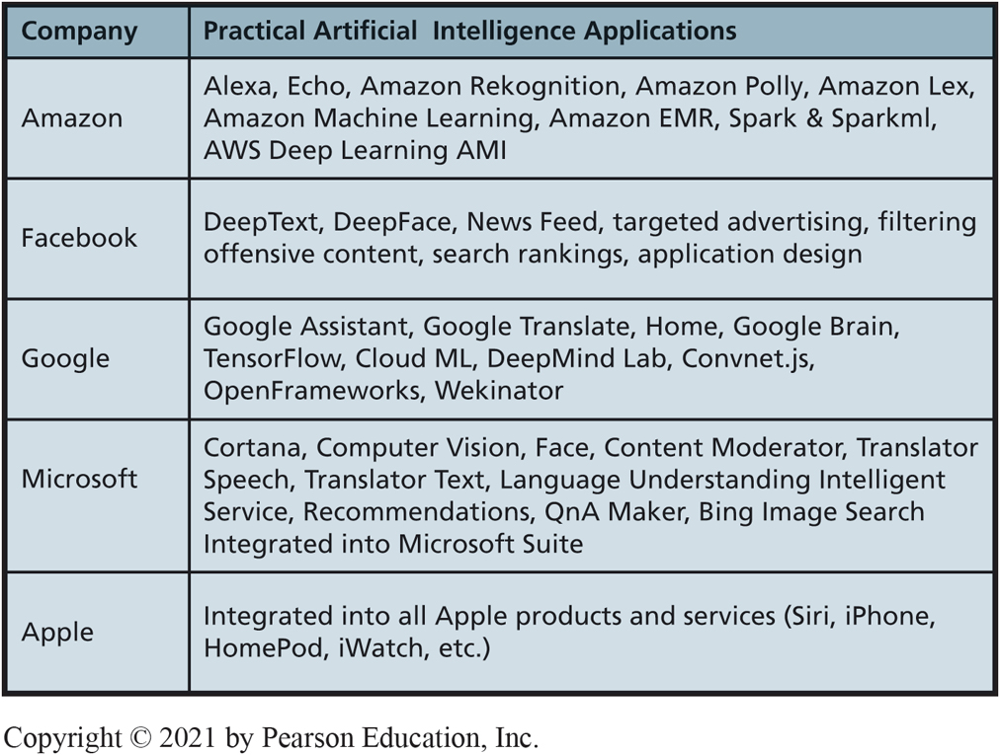 Company
Practical Artificial Intelligence Applications
Amazon
Alexa, Echo, Amazon Rekognition, Amazon Polly, Amazon Lex,
Amazon Machine Learning, Amazon EMR, Spark & Sparkml,
AWS Deep Learning AMI
Facebook
DeepText, DeepFace, News Feed, targeted advertising, filtering
offensive content, search rankings, application design
Google
Google Assistant, Google Translate, Home, Google Brain,
TensorFlow, Cloud ML, DeepMind Lab, Convnet.js,
OpenFrameworks, Wekinator
Microsoft
Cortana, Computer Vision, Face, Content Moderator, Translator
Speech, Translator Text, Language Understanding Intelligent
Service, Recommendations, QnA Maker, Bing Image Search
Integrated into Microsoft Suite
Apple
Integrated into all Apple products and services (Siri, iPhone,
HomePod, iWatch, etc.)
Copyright © 2021 by Pearson Education, Inc.